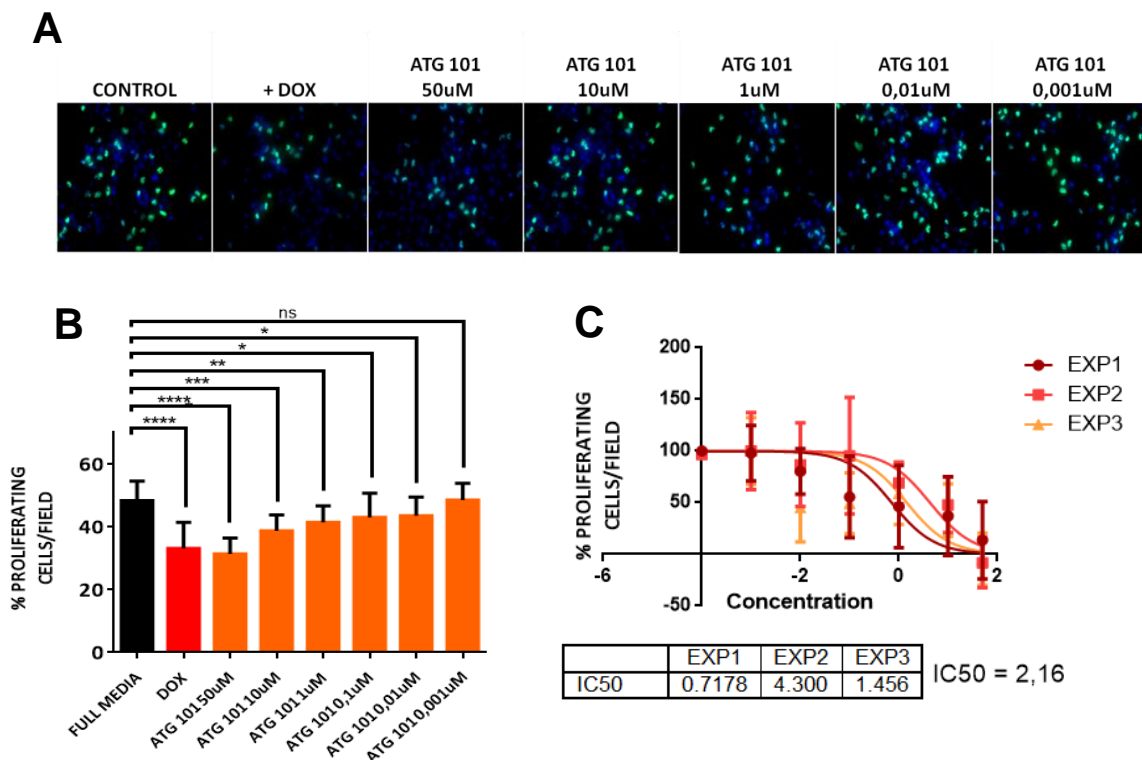 A
CONTROL
+ DOX
ATG 101
50uM
ATG 101
10uM
ATG 101
1uM
ATG 101
0,01uM
ATG 101
0,001uM
B
ns
*
*
**
***
****
****
% PROLIFERATING
CELLS/FIELD
60
40
20
0
FULL MEDIA
DOX
ATG 101 50uM
ATG 101 10uM
ATG 101 1uM
ATG 101 0,1uM
ATG 101 0,01uM
ATG 101 0,001uM
C
% PROLIFERATING
CELLS/FIELD
200
150
100
50
-50
-6
-2
0
2
Concentration
EXP1
EXP2
EXP3
EXP1 EXP2 EXP3
IC50 0.7178 4.300 1.456
IC50 = 2,16